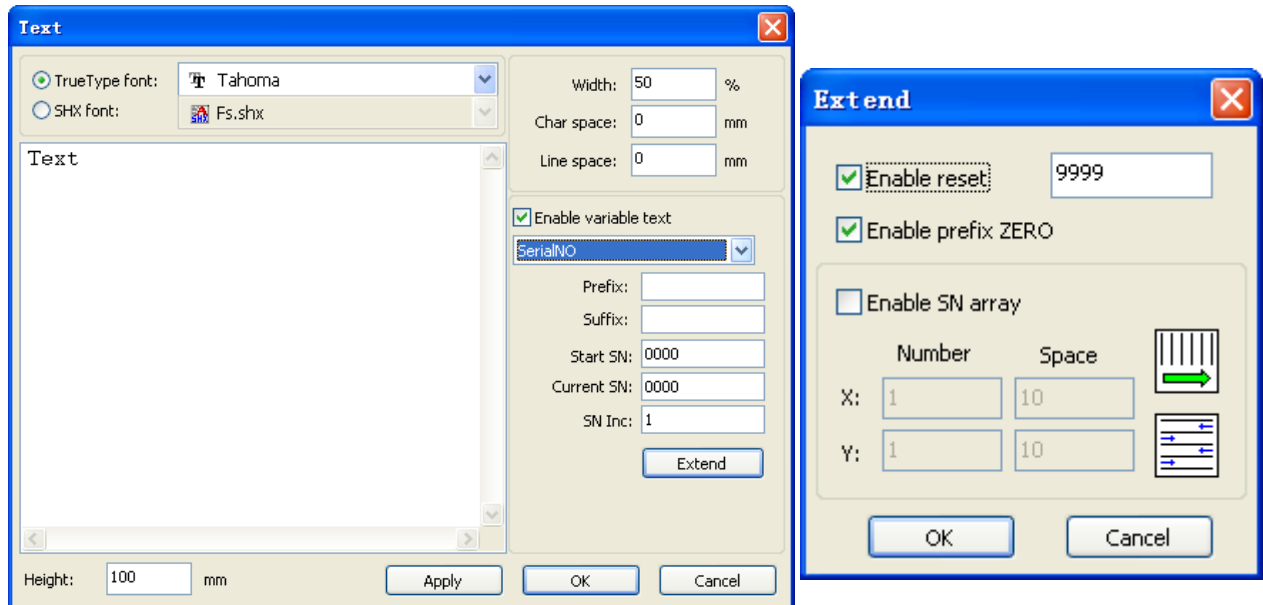 Text
TrueType font: Tahoma
SHX font: Fs.shx
Text
Width: 50 %
Char space: 0 mm
Line space: 0 mm
Enable variable text
SerialNO
Prefix:
Suffix:
Start SN: 0000
Current SN: 0000
SN Inc: 1
Extend
Height: 100 mm
Apply
OK
Cancel
Extend
Enable reset 9999
Enable prefix ZERO
Enable SN array
Number Space
X: 1 10
Y: 1 10
OK Cancel